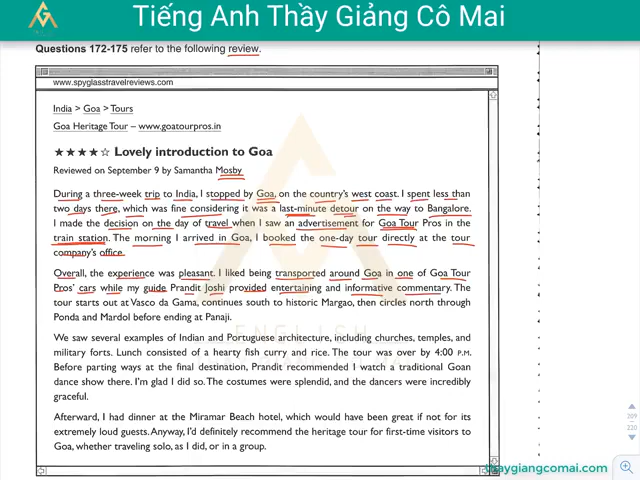 Tiếng Anh Thầy Giảng Cô Mai
Questions 172-175 refer to the following review.
www.spyglasstravelreviews.com
India > Goa > Tours
Goa Heritage Tour – www.goatourpros.in
★★★★☆ Lovely introduction to Goa
Reviewed on September 9 by Samantha Mosby
During a three-week trip to India, I stopped by Goa, on the country's west coast. I spent less than
two days there, which was fine considering it was a last-minute detour on the way to Bangalore.
I made the decision on the day of travel when I saw an advertisement for Goa Tour Pros in the
train station. The morning I arrived in Goa, I booked the one-day tour directly at the tour
company's office.
Overall, the experience was pleasant. I liked being transported around Goa in one of Goa Tour
Pros' cars while my guide Prandit Joshi provided entertaining and informative commentary. The
tour starts out at Vasco da Gama, continues south to historic Margao, then circles north through
Ponda and Mardol before ending at Panaji.
We saw several examples of Indian and Portuguese architecture, including churches, temples, and
military forts. Lunch consisted of a hearty fish curry and rice. The tour was over by 4:00 P.M.
Before parting ways at the final destination, Prandit recommended I watch a traditional Goan
dance show there. I'm glad I did so. The costumes were splendid, and the dancers were incredibly
graceful.
Afterward, I had dinner at the Miramar Beach hotel, which would have been great if not for its
extremely loud guests. Anyway, I'd definitely recommend the heritage tour for first-time visitors to
Goa, whether traveling solo, as I did, or in a group.
ENGLISH
209
220
thaygiangcomai.com